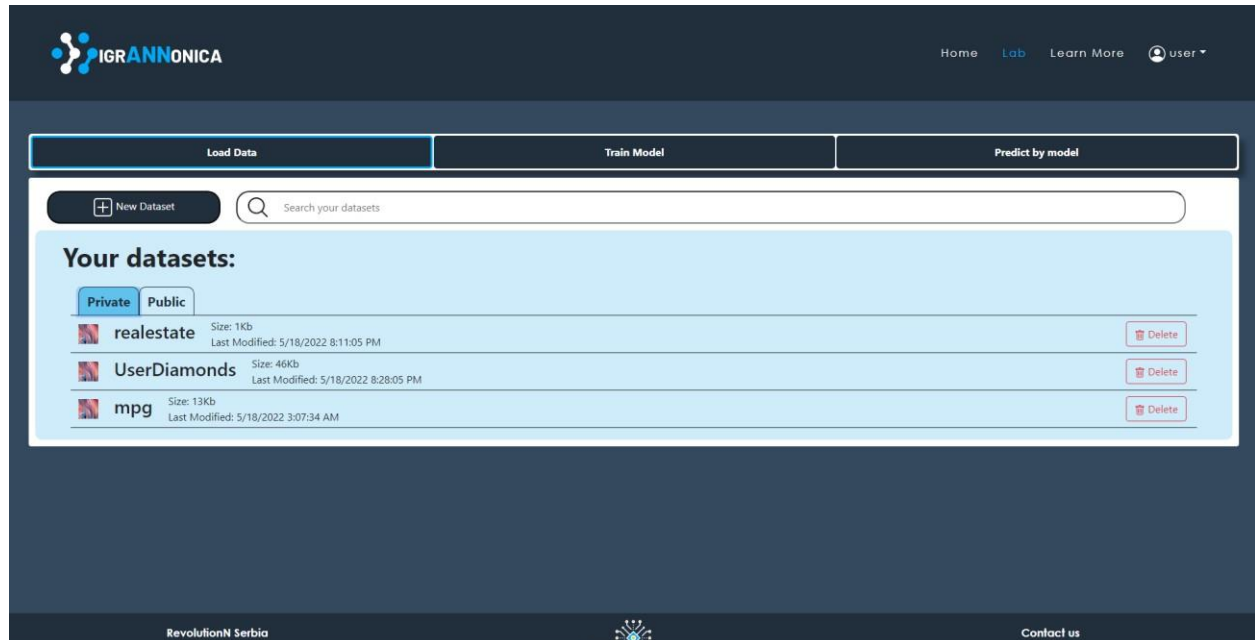 PIGRANNONICA
Home Lab Learn More user
Load Data Train Model Predict by model
New Dataset Search your datasets
Your datasets:
Private Public
realestate Size: 1Kb
Last Modified: 5/18/2022 8:11:05 PM
Delete
UserDiamonds Size: 46Kb
Last Modified: 5/18/2022 8:28:05 PM
Delete
mpg Size: 13Kb
Last Modified: 5/18/2022 3:07:34 AM
Delete
RevolutionN Serbia Contact us